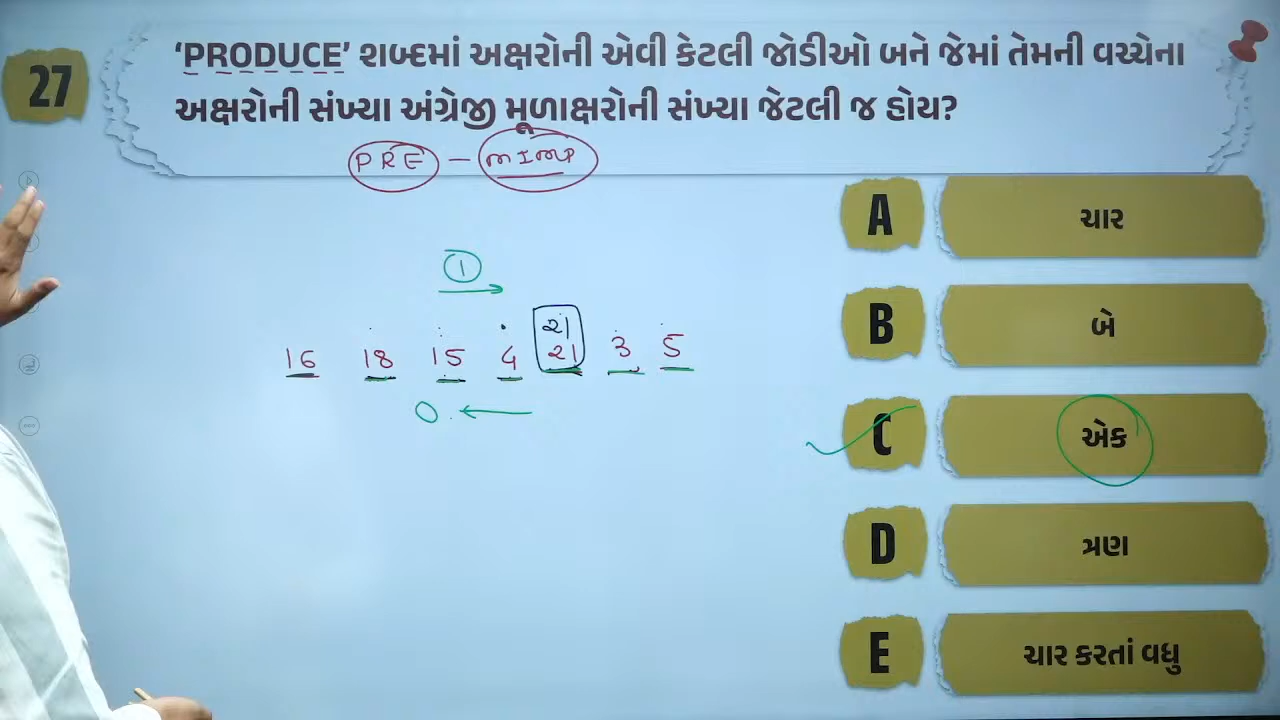 27
‘PRODUCE’ શબ્દમાં અક્ષરોની એવી કેટલી જોડીઓ બને જેમાં તેમની વચ્ચેના
અક્ષરોની સંખ્યા અંગ્રેજી મૂળાક્ષરોની સંખ્યા જેટલી જ હોય?
PRE - MIMP
1
21
16 18 15 4 21 3 5
0
A ચાર
B બે
C એક
D ત્રણ
E ચાર કરતાં વધુ